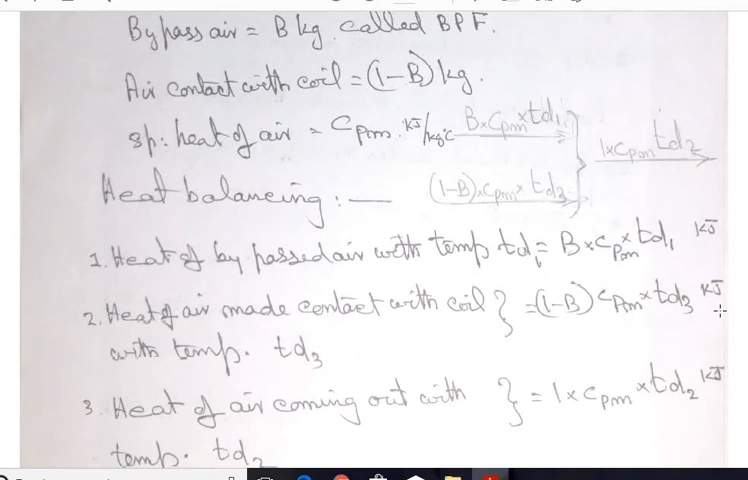 Bypass air = B kg. called BPF.
Air contact with coil = (1-B) kg.
sp: heat of air = Cpm. KJ/kg°C
B×Cpm×td1
(1-B)×Cpm× td3
1×Cpm td2
Heat balancing : —
1. Heat of by passed air with temp td1 = B×Cpm×td1 KJ
2. Heat of air made contact with coil } = (1-B) Cpm×td3 KJ
with temp. td3
3. Heat of air coming out with } = 1×Cpm×td2 KJ
temp. td2